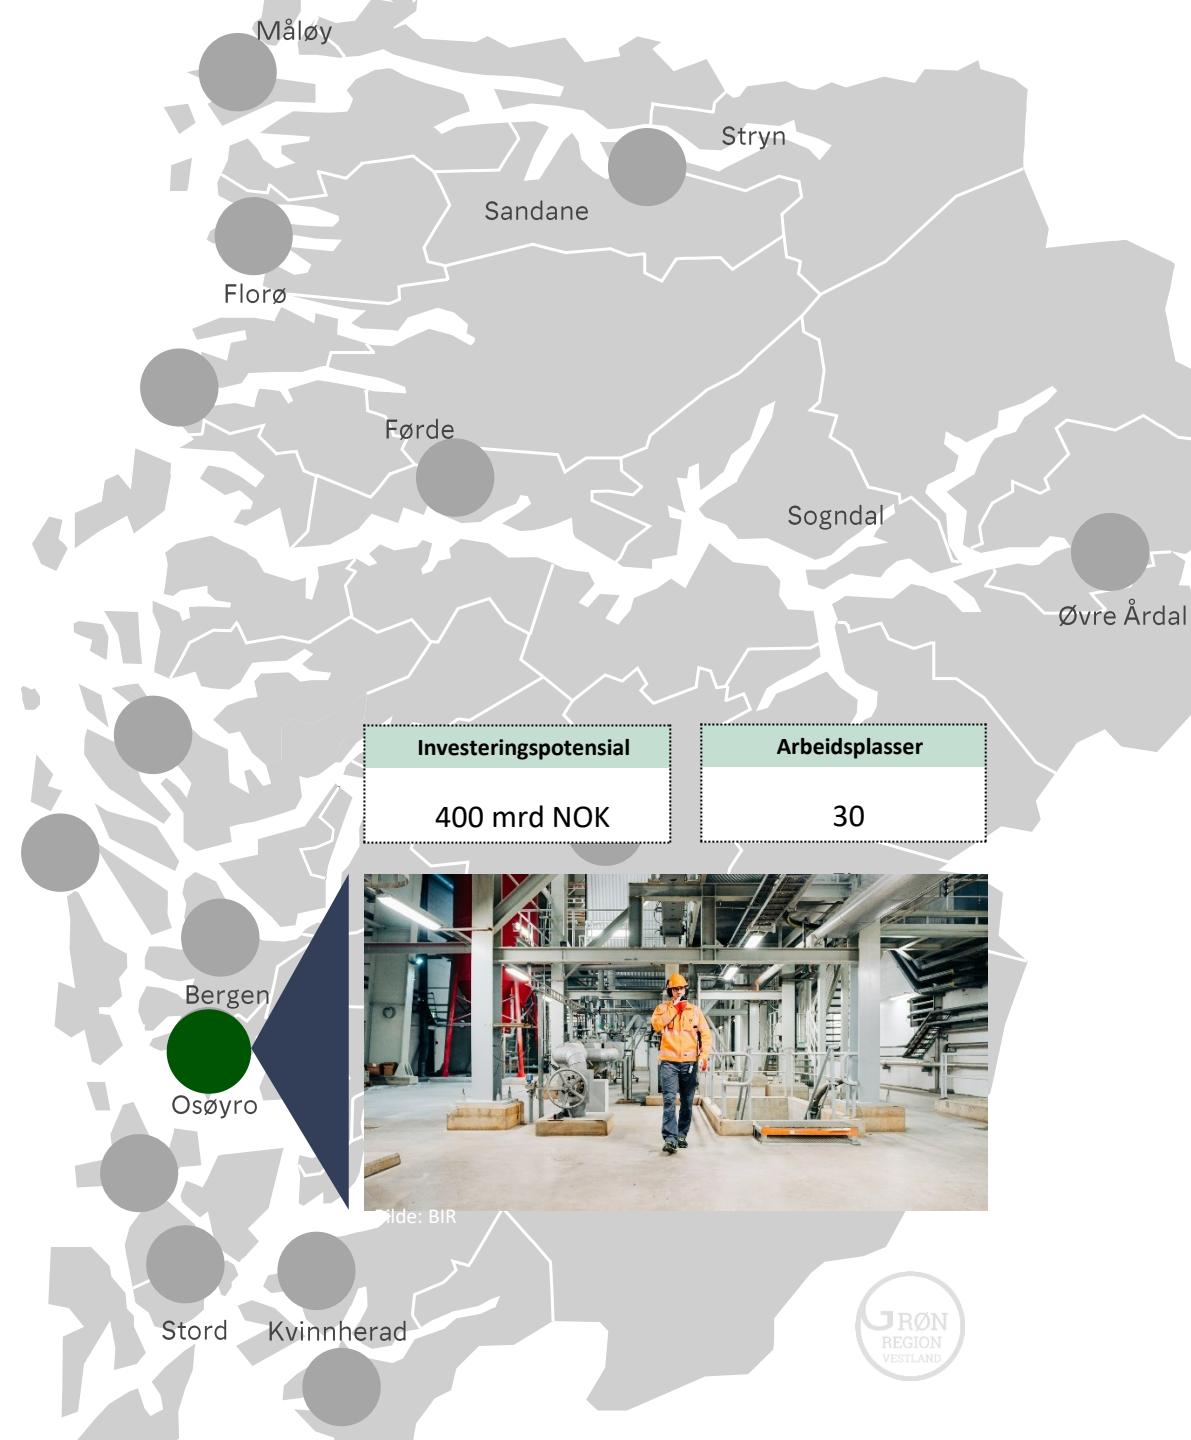 Måløy
Stryn
Sandane
Florø
Førde
Sogndal
Øvre Årdal
Investeringspotensial
400 mrd NOK
Arbeidsplasser
30
Bergen
Osøyro
Bilde: BIR
Stord
Kvinnherad
GRØN
REGION
VESTLAND